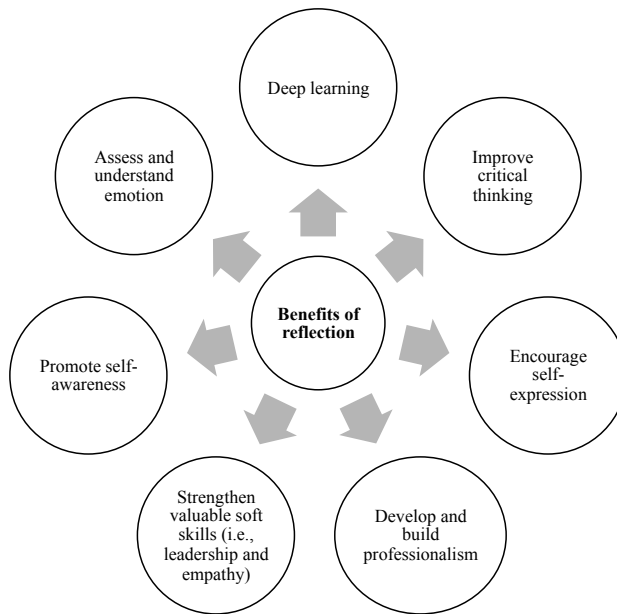 Deep learning
Improve
critical
thinking
Encourage
self-
expression
Develop and
build
professionalism
Strengthen
valuable soft
skills (i.e.,
leadership and
empathy)
Promote self-
awareness
Assess and
understand
emotion
Benefits of
reflection